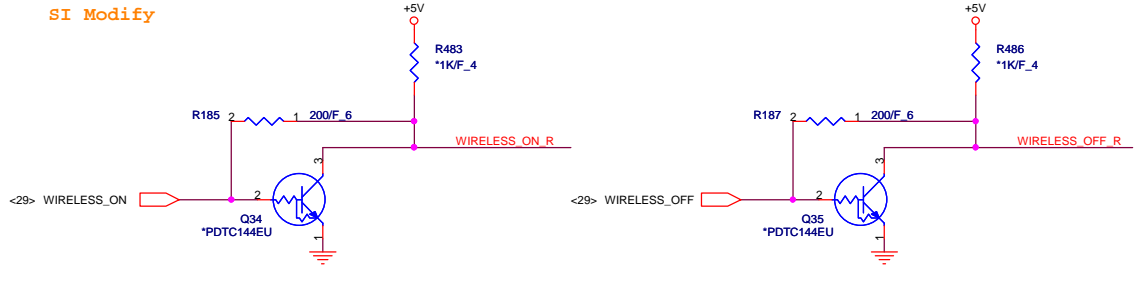 SI Modify
+5V
R483
*1K/F_4
R185
2
1
200/F_6
WIRELESS_ON_R
3
<29> WIRELESS_ON
2
Q34
*PDTC144EU
1
+5V
R486
*1K/F_4
R187
2
1
200/F_6
WIRELESS_OFF_R
3
<29> WIRELESS_OFF
2
Q35
*PDTC144EU
1